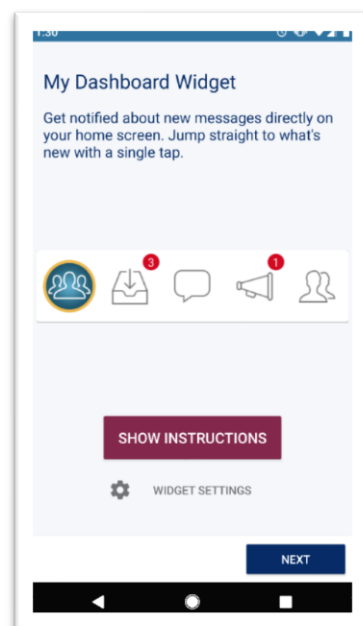 1:30
My Dashboard Widget
Get notified about new messages directly on
your home screen. Jump straight to what's
new with a single tap.
3
1
SHOW INSTRUCTIONS
WIDGET SETTINGS
NEXT